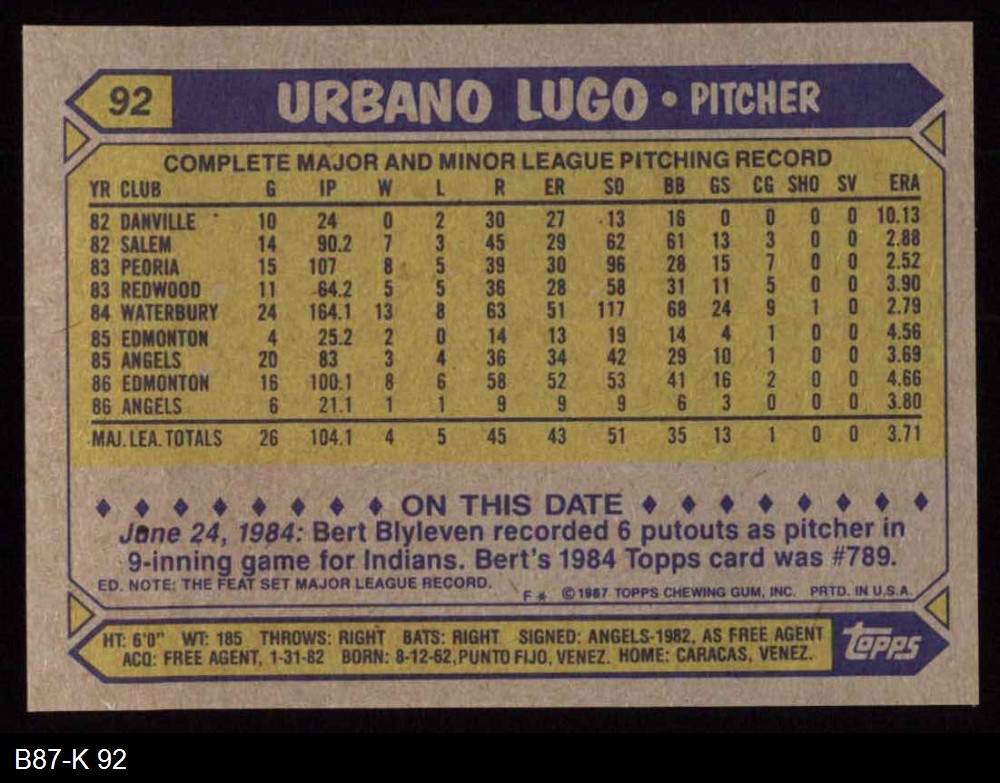 92 URBANO LUGO • PITCHER
COMPLETE MAJOR AND MINOR LEAGUE PITCHING RECORD
YR CLUB G IP W L R ER SO BB GS CG SHO SV ERA
82 DANVILLE 10 24 0 2 30 27 13 16 0 0 0 0 10.13
82 SALEM 14 90.2 7 3 45 29 62 61 13 3 0 0 2.88
83 PEORIA 15 107 8 5 39 30 96 28 15 7 0 0 2.52
83 REDWOOD 11 64.2 5 5 36 28 58 31 11 5 0 0 3.90
84 WATERBURY 24 164.1 13 8 63 51 117 68 24 9 1 0 2.79
85 EDMONTON 4 25.2 2 0 14 13 19 14 4 1 0 0 4.56
85 ANGELS 20 83 3 4 36 34 42 29 10 1 0 0 3.69
86 EDMONTON 16 100.1 8 6 58 52 53 41 16 2 0 0 4.66
86 ANGELS 6 21.1 1 1 9 9 9 6 3 0 0 0 3.80
MAJ. LEA. TOTALS 26 104.1 4 5 45 43 51 35 13 1 0 0 3.71
ON THIS DATE
June 24, 1984: Bert Blyleven recorded 6 putouts as pitcher in
9-inning game for Indians. Bert's 1984 Topps card was #789.
ED. NOTE: THE FEAT SET MAJOR LEAGUE RECORD.
F* ©1987 TOPPS CHEWING GUM, INC. PRTD. IN U.S.A.
HT: 6'0" WT: 185 THROWS: RIGHT BATS: RIGHT SIGNED: ANGELS-1982, AS FREE AGENT
ACQ: FREE AGENT, 1-31-82 BORN: 8-12-62, PUNTO FIJO, VENEZ. HOME: CARACAS, VENEZ.
topps
B87-K 92